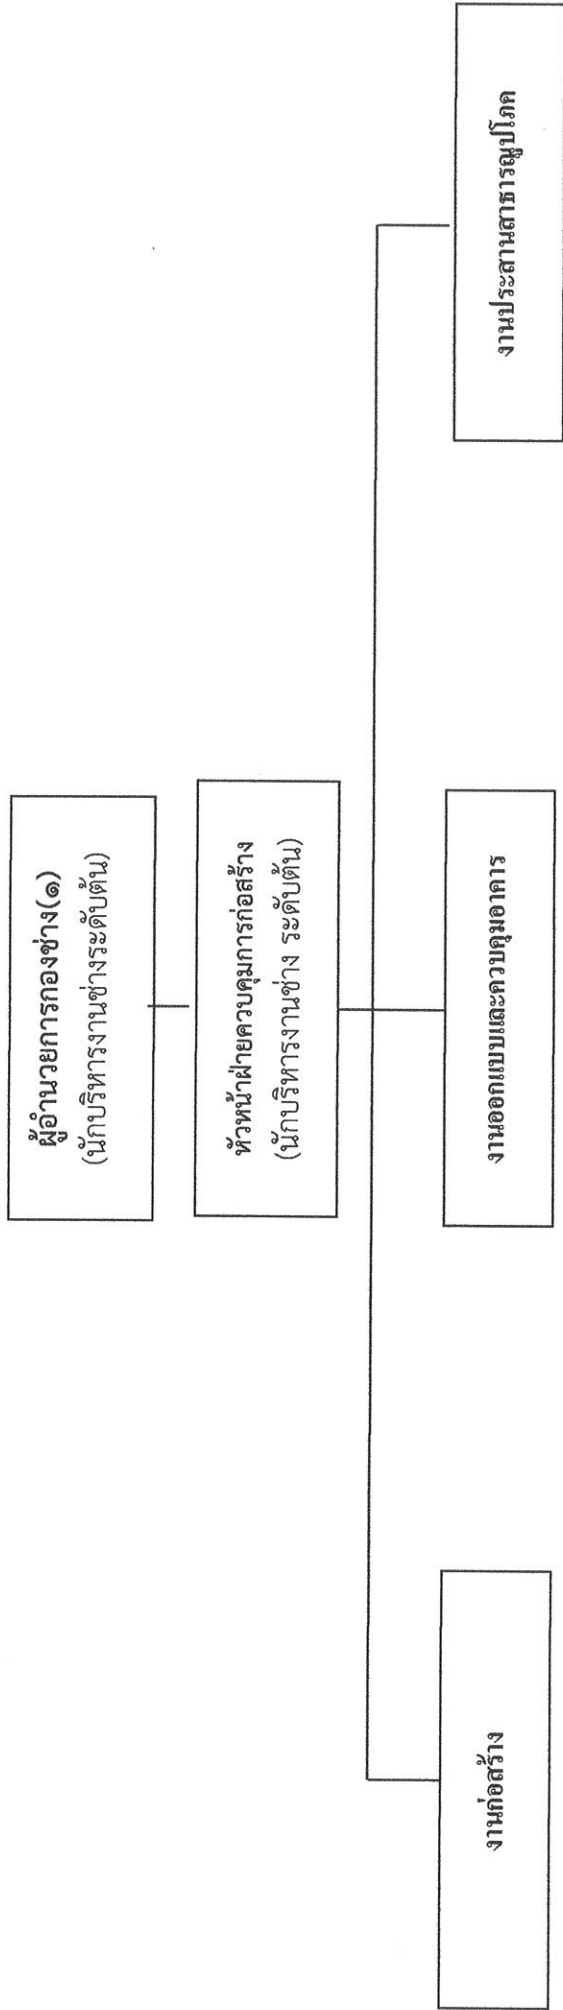 ผู้อำนวยการกองช่าง(๑)
(นักบริหารงานช่างระดับต้น)
หัวหน้าฝ่ายควบคุมการก่อสร้าง
(นักบริหารงานช่าง ระดับต้น)
งานก่อสร้าง
งานออกแบบและควบคุมอาคาร
งานประสานสาธารณูปโภค